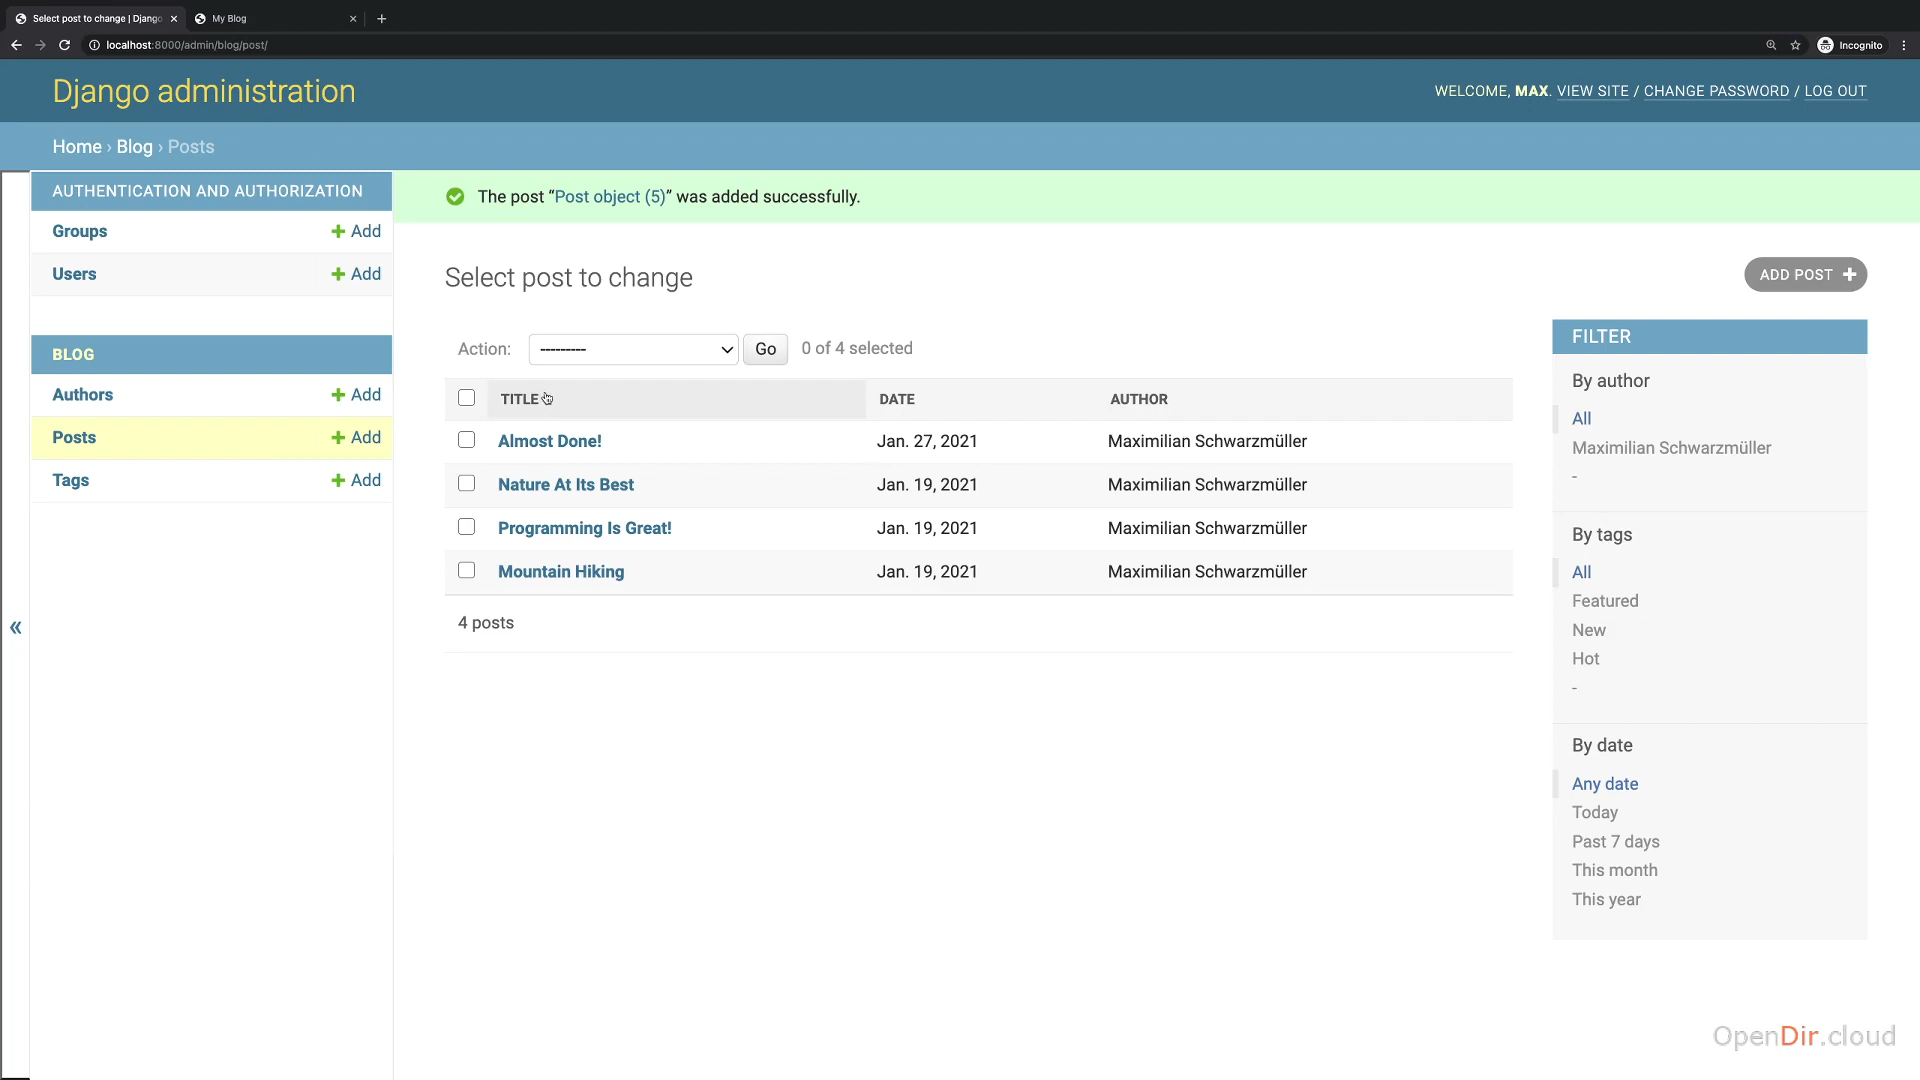 Select post to change | Django
My Blog
localhost:8000/admin/blog/post/
Incognito
Django administration
WELCOME, MAX. VIEW SITE / CHANGE PASSWORD / LOG OUT
Home › Blog › Posts
AUTHENTICATION AND AUTHORIZATION
Groups
Add
Users
Add
BLOG
Authors
Add
Posts
Add
Tags
Add
«
The post “Post object (5)” was added successfully.
Select post to change
ADD POST
Action: --------- Go 0 of 4 selected
TITLE DATE AUTHOR
Almost Done! Jan. 27, 2021 Maximilian Schwarzmüller
Nature At Its Best Jan. 19, 2021 Maximilian Schwarzmüller
Programming Is Great! Jan. 19, 2021 Maximilian Schwarzmüller
Mountain Hiking Jan. 19, 2021 Maximilian Schwarzmüller
4 posts
FILTER
By author
All
Maximilian Schwarzmüller
-
By tags
All
Featured
New
Hot
-
By date
Any date
Today
Past 7 days
This month
This year
OpenDir.cloud